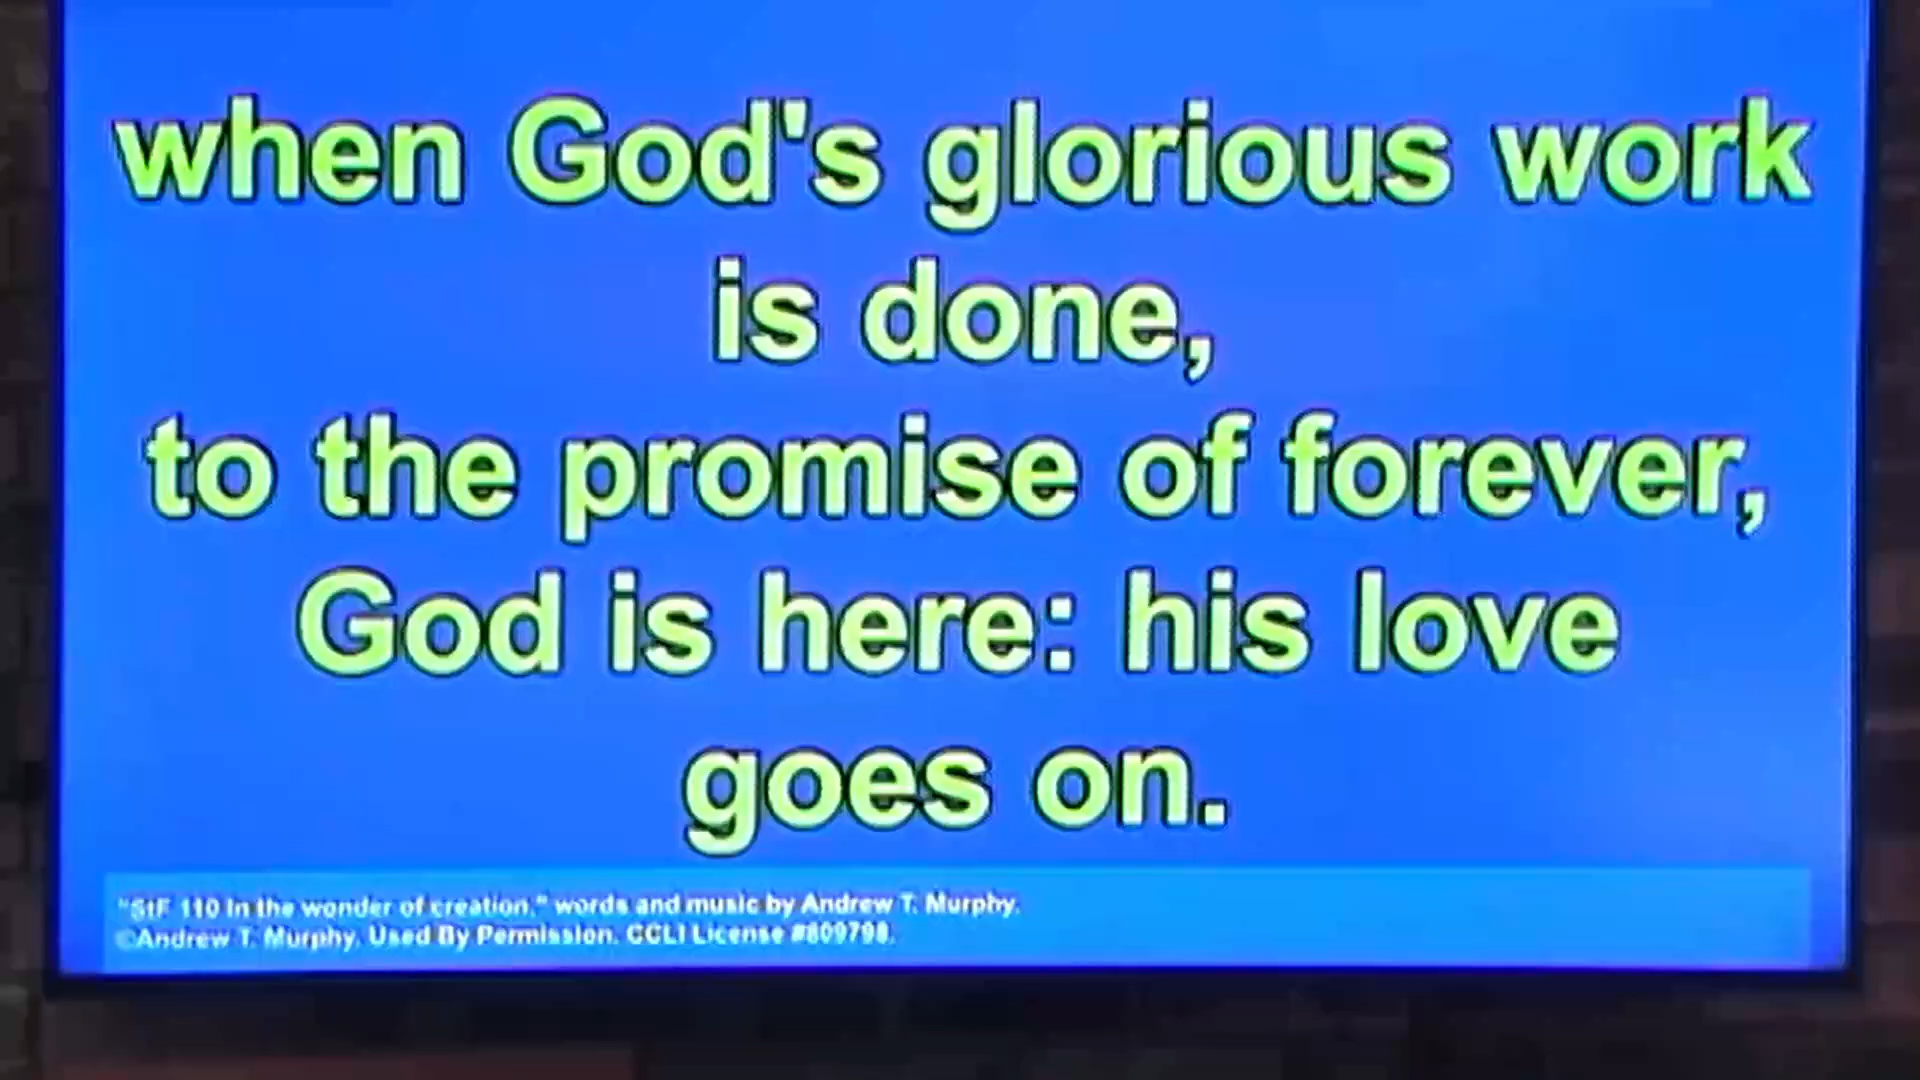 when God's glorious work
is done,
to the promise of forever,
God is here: his love
goes on.
"StF 110 In the wonder of creation," words and music by Andrew T. Murphy.
©Andrew T. Murphy. Used By Permission. CCLI License #809798.